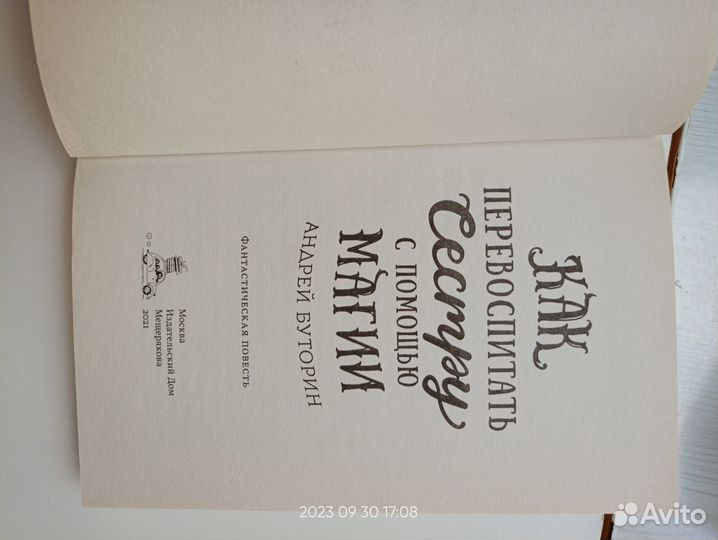 КАК
ПЕРЕВОСПИТАТЬ
Сестру
С ПОМОЩЬЮ
МАГИИ
АНДРЕЙ БУТОРИН
ФАНТАСТИЧЕСКАЯ ПОВЕСТЬ
Москва
Издательский Дом
Мещерякова
2021
2023 09 30 17:08
Avito